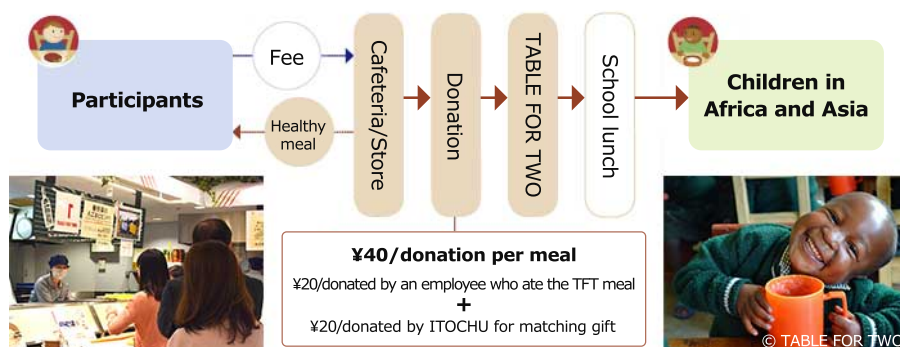 Participants
Fee
Healthy
meal
Cafeteria/Store
Donation
TABLE FOR TWO
School lunch
Children in
Africa and Asia
¥40/donation per meal
¥20/donated by an employee who ate the TFT meal
+
¥20/donated by ITOCHU for matching gift
© TABLE FOR TWO